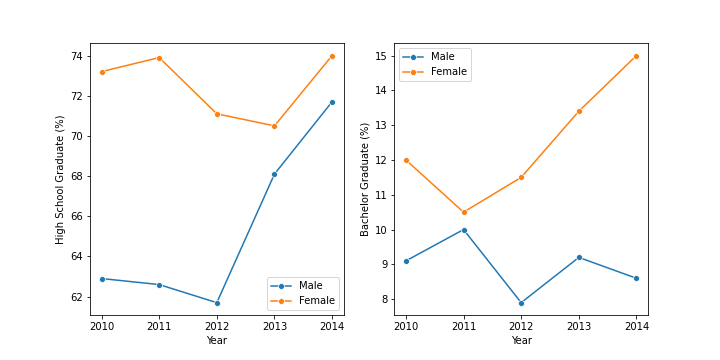 High School Graduate (%)
74
72
70
68
66
64
62
2010 2011 2012 2013 2014
Year
Male
Female
Bachelor Graduate (%)
15
14
13
12
11
10
9
8
2010 2011 2012 2013 2014
Year
Male
Female